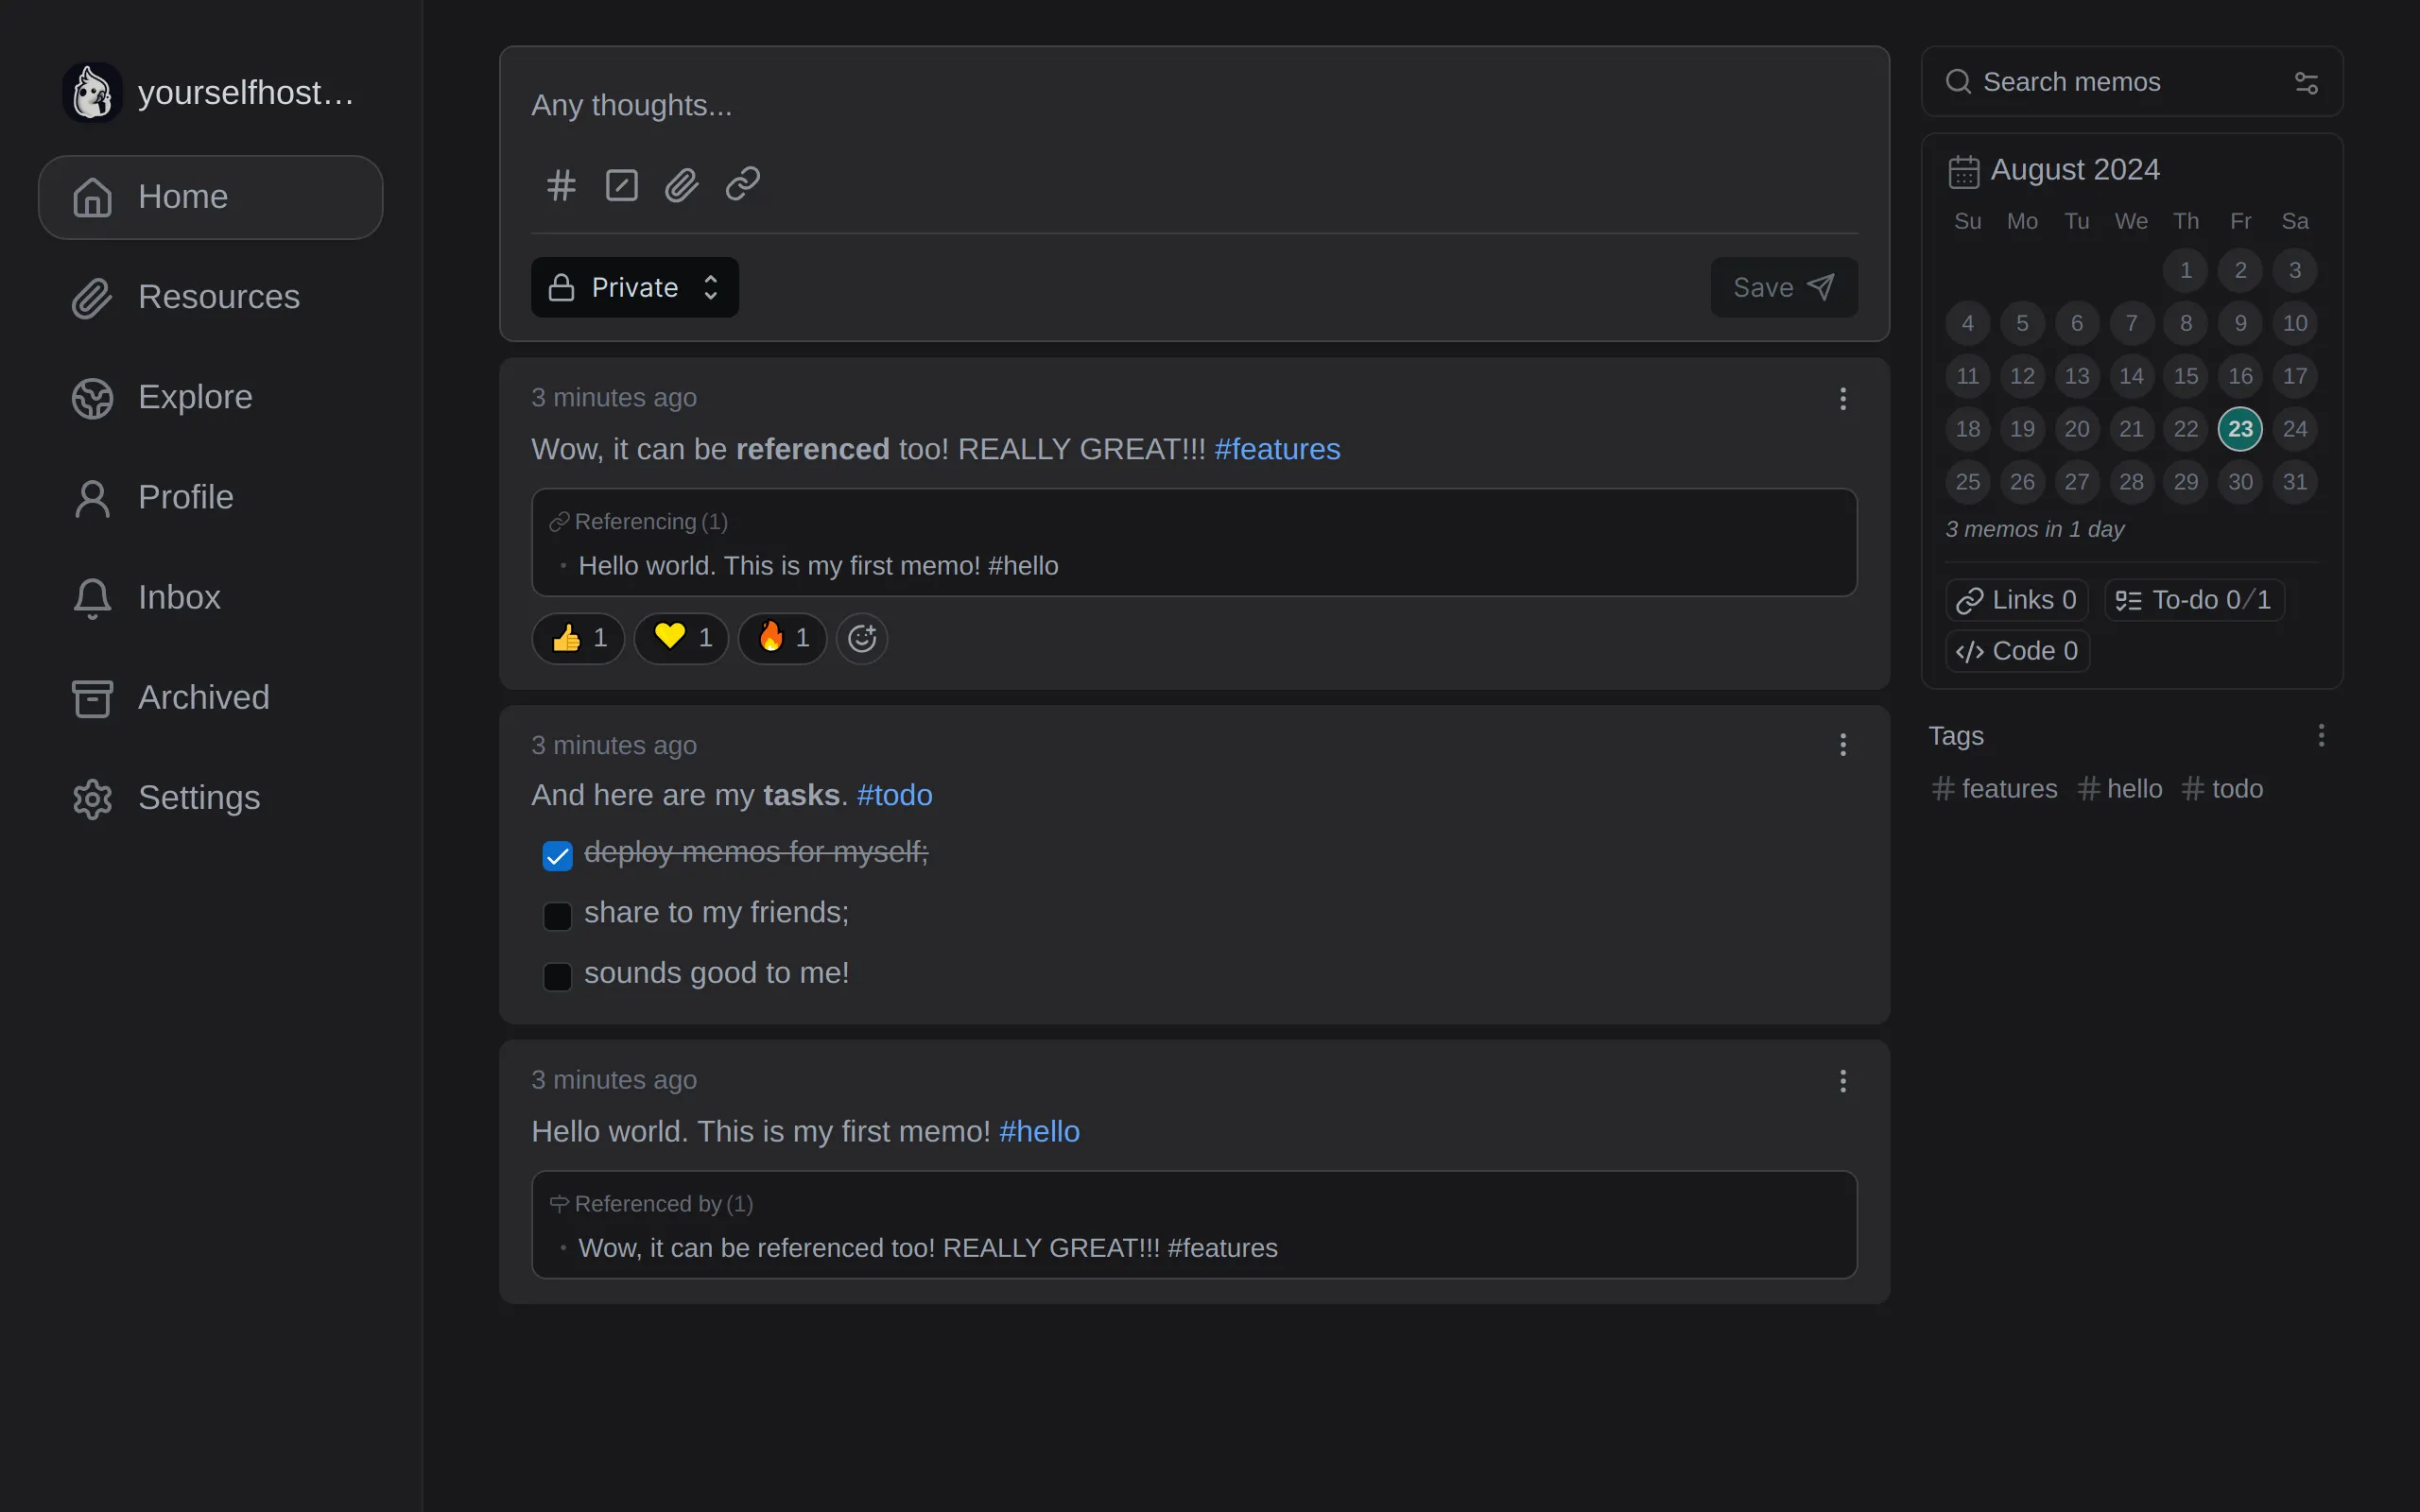 yourselfhost…
Home
Resources
Explore
Profile
Inbox
Archived
Settings
Any thoughts...
Private
Save
3 minutes ago
Wow, it can be referenced too! REALLY GREAT!!! #features
Referencing (1)
• Hello world. This is my first memo! #hello
👍 1 💛 1 🔥 1
3 minutes ago
And here are my tasks. #todo
deploy memos for myself;
share to my friends;
sounds good to me!
3 minutes ago
Hello world. This is my first memo! #hello
Referenced by (1)
• Wow, it can be referenced too! REALLY GREAT!!! #features
Search memos
August 2024
Su Mo Tu We Th Fr Sa
1 2 3
4 5 6 7 8 9 10
11 12 13 14 15 16 17
18 19 20 21 22 23 24
25 26 27 28 29 30 31
3 memos in 1 day
Links 0 To-do 0/1
Code 0
Tags
# features # hello # todo